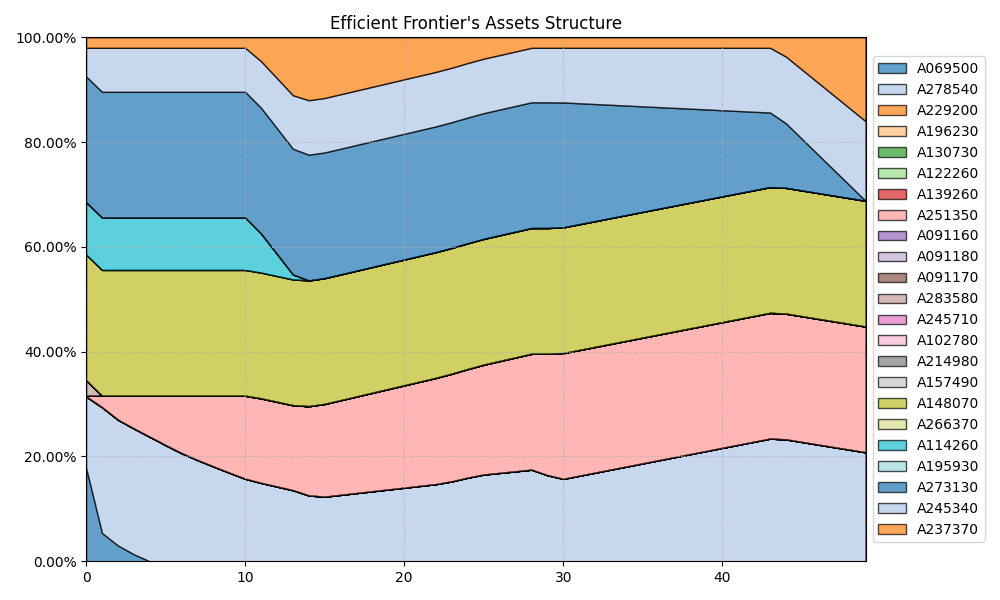 Efficient Frontier's Assets Structure
100.00%
80.00%
60.00%
40.00%
20.00%
0.00%
0
10
20
30
40
A069500
A278540
A229200
A196230
A130730
A122260
A139260
A251350
A091160
A091180
A091170
A283580
A245710
A102780
A214980
A157490
A148070
A266370
A114260
A195930
A273130
A245340
A237370